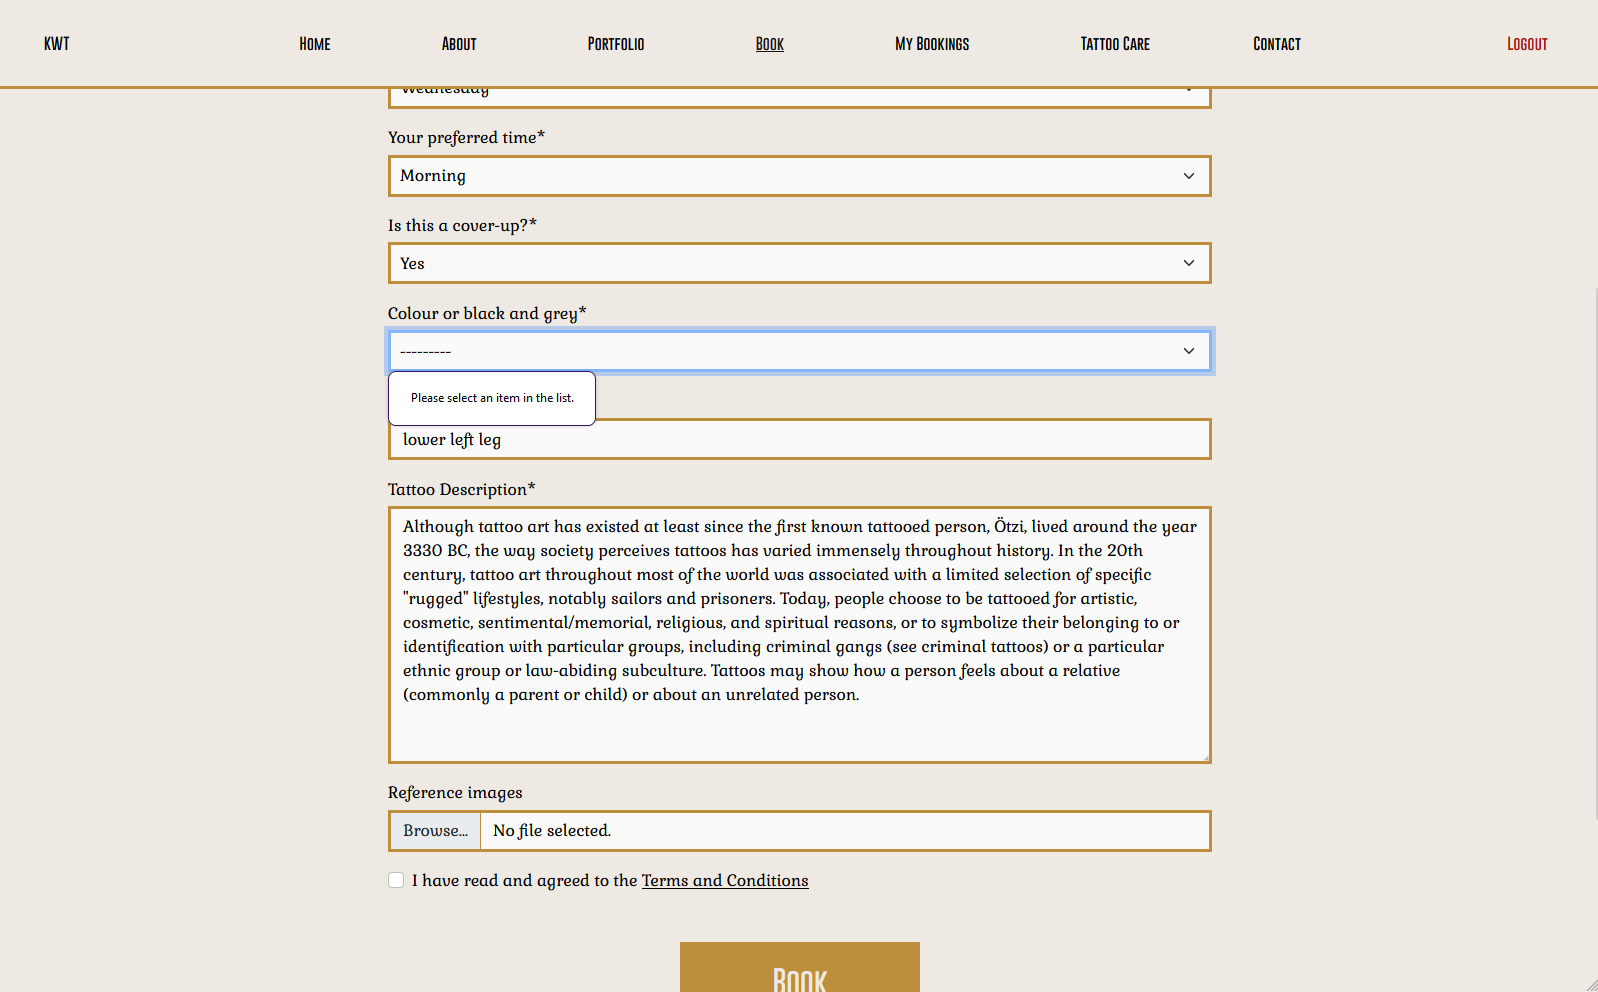 KWT
Home
About
Portfolio
Book
My Bookings
Tattoo Care
Contact
Logout
Wednesday
Your preferred time*
Morning
Is this a cover-up?*
Yes
Colour or black and grey*
---------
Please select an item in the list.
lower left leg
Tattoo Description*
Although tattoo art has existed at least since the first known tattooed person, Ötzi, lived around the year
3330 BC, the way society perceives tattoos has varied immensely throughout history. In the 20th
century, tattoo art throughout most of the world was associated with a limited selection of specific
"rugged" lifestyles, notably sailors and prisoners. Today, people choose to be tattooed for artistic,
cosmetic, sentimental/memorial, religious, and spiritual reasons, or to symbolize their belonging to or
identification with particular groups, including criminal gangs (see criminal tattoos) or a particular
ethnic group or law-abiding subculture. Tattoos may show how a person feels about a relative
(commonly a parent or child) or about an unrelated person.
Reference images
Browse... No file selected.
I have read and agreed to the Terms and Conditions
Book